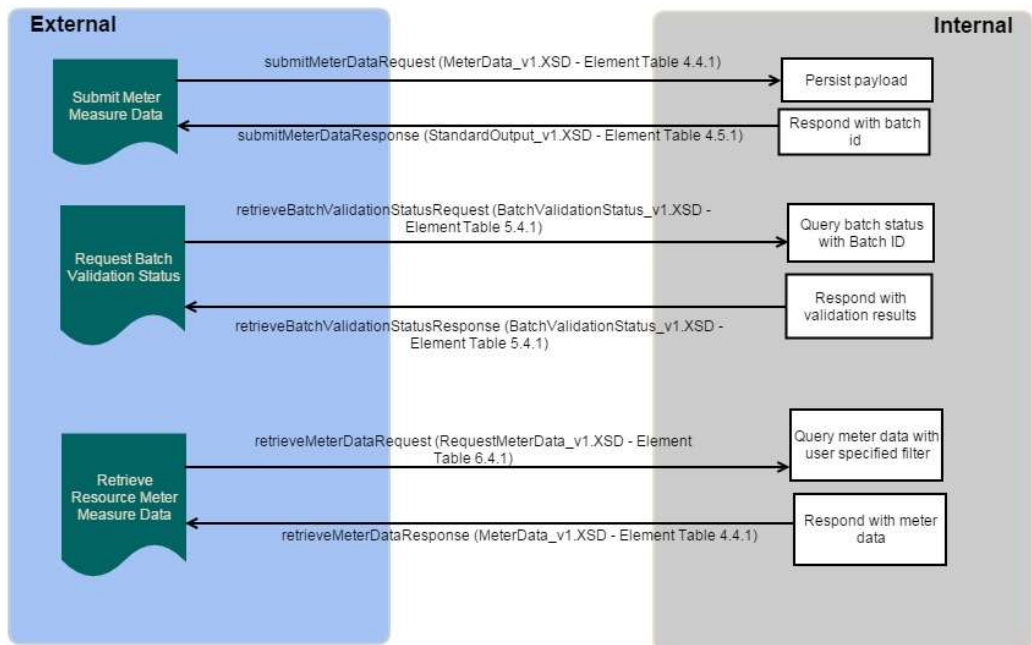 External
Internal
submitMeterDataRequest (MeterData_v1.XSD - Element Table 4.4.1)
Submit Meter
Measure Data
Persist payload
submitMeterDataResponse (StandardOutput_v1.XSD - Element Table 4.5.1)
Respond with batch
id
retrieveBatchValidationStatusRequest (BatchValidationStatus_v1.XSD -
Element Table 5.4.1)
Request Batch
Validation Status
Query batch status
with Batch ID
retrieveBatchValidationStatusResponse (BatchValidationStatus_v1.XSD -
Element Table 5.4.1)
Respond with
validation results
retrieveMeterDataRequest (RequestMeterData_v1.XSD - Element
Table 6.4.1)
Retrieve
Resource Meter
Measure Data
Query meter data with
user specified filter
retrieveMeterDataResponse (MeterData_v1.XSD - Element Table 4.4.1)
Respond with meter
data